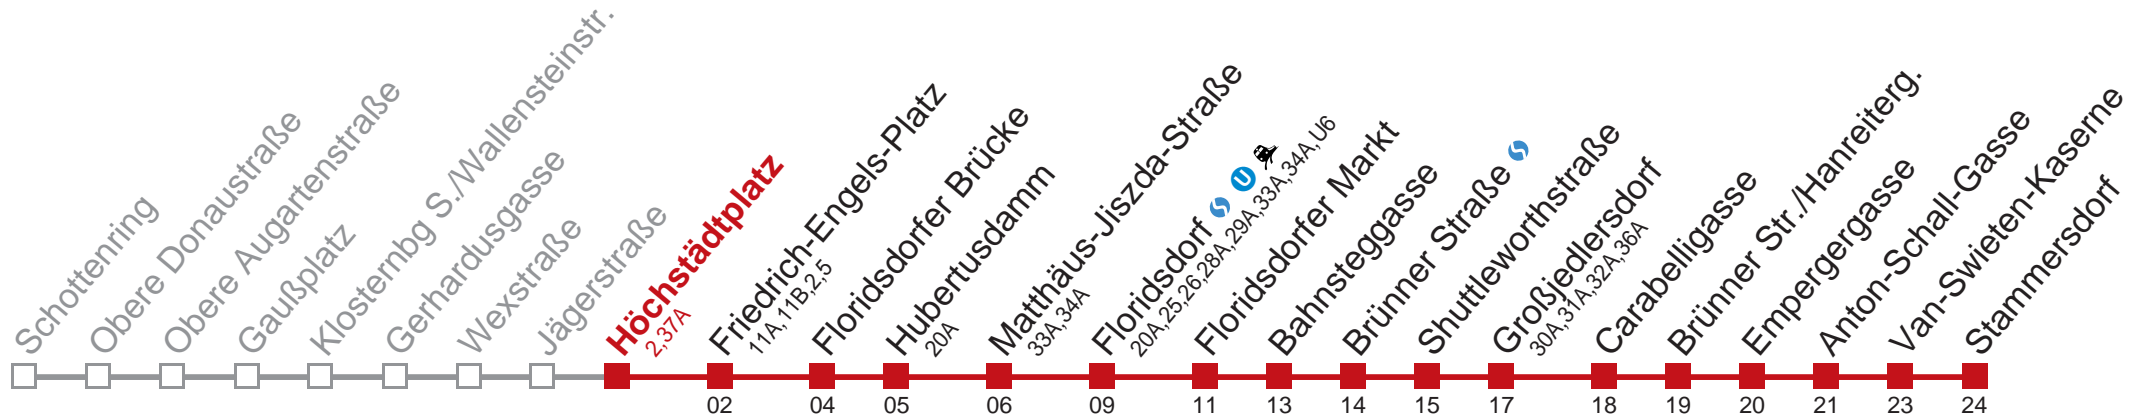 Schottenring
Obere Donaustraße
Obere Augartenstraße
Gaußplatz
Klosternbg S./Wallensteinstr.
Gerhardusgasse
Wexstraße
Jägerstraße
Höchstädtplatz
2,37A
Friedrich-Engels-Platz
11A,11B,2,5
Floridsdorfer Brücke
Hubertusdamm
20A
Matthäus-Jiszda-Straße
33A,34A
Floridsdorf S U
20A,25,26,28A,29A,33A,34A,U6
Floridsdorfer Markt
Bahnsteggasse
Brünner Straße S
Shuttleworthstraße
Großjedlersdorf
30A,31A,32A,36A
Carabelligasse
Brünner Str./Hanreiterg.
Empergergasse
Anton-Schall-Gasse
Van-Swieten-Kaserne
Stammersdorf
02 04 05 06 09 11 13 14 15 17 18 19 20 21 23 24